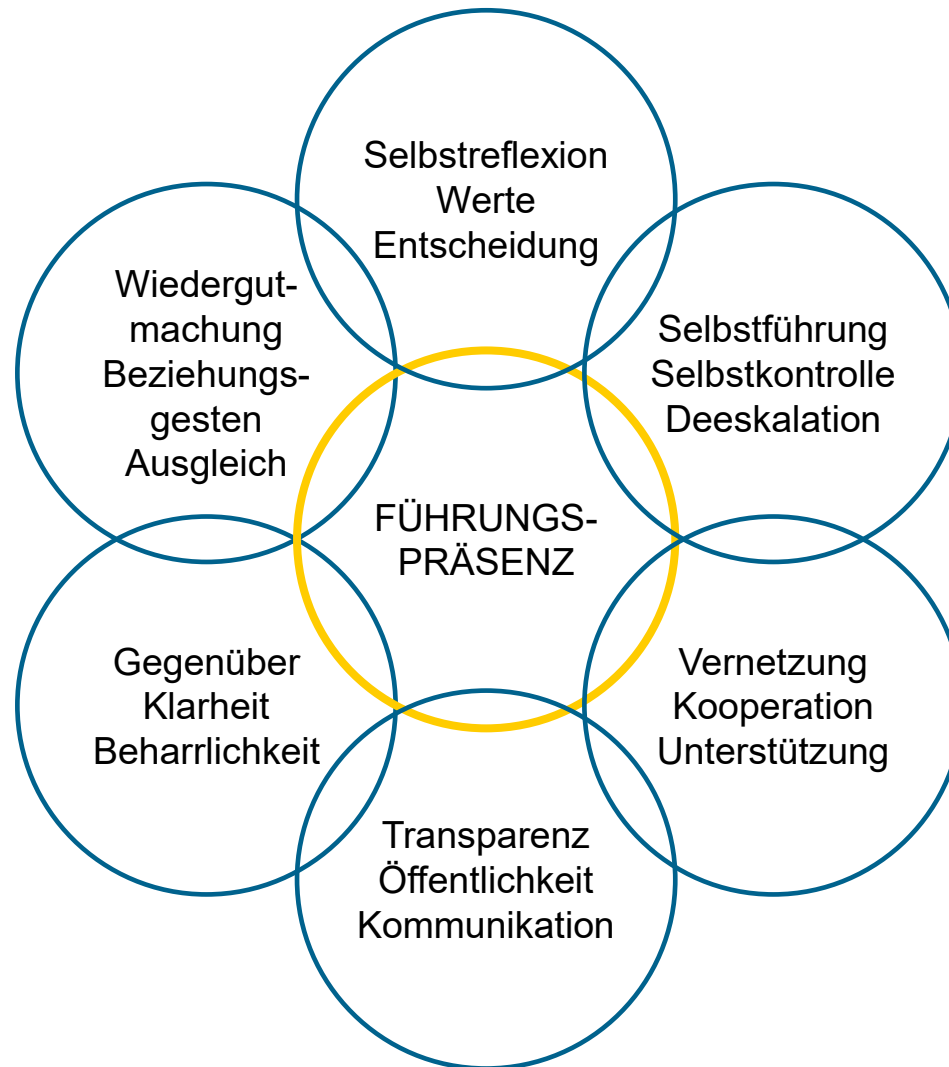 Selbstreflexion
Werte
Entscheidung
Wiedergut-
machung
Beziehungs-
gesten
Ausgleich
Selbstführung
Selbstkontrolle
Deeskalation
FÜHRUNGS-
PRÄSENZ
Gegenüber
Klarheit
Beharrlichkeit
Vernetzung
Kooperation
Unterstützung
Transparenz
Öffentlichkeit
Kommunikation